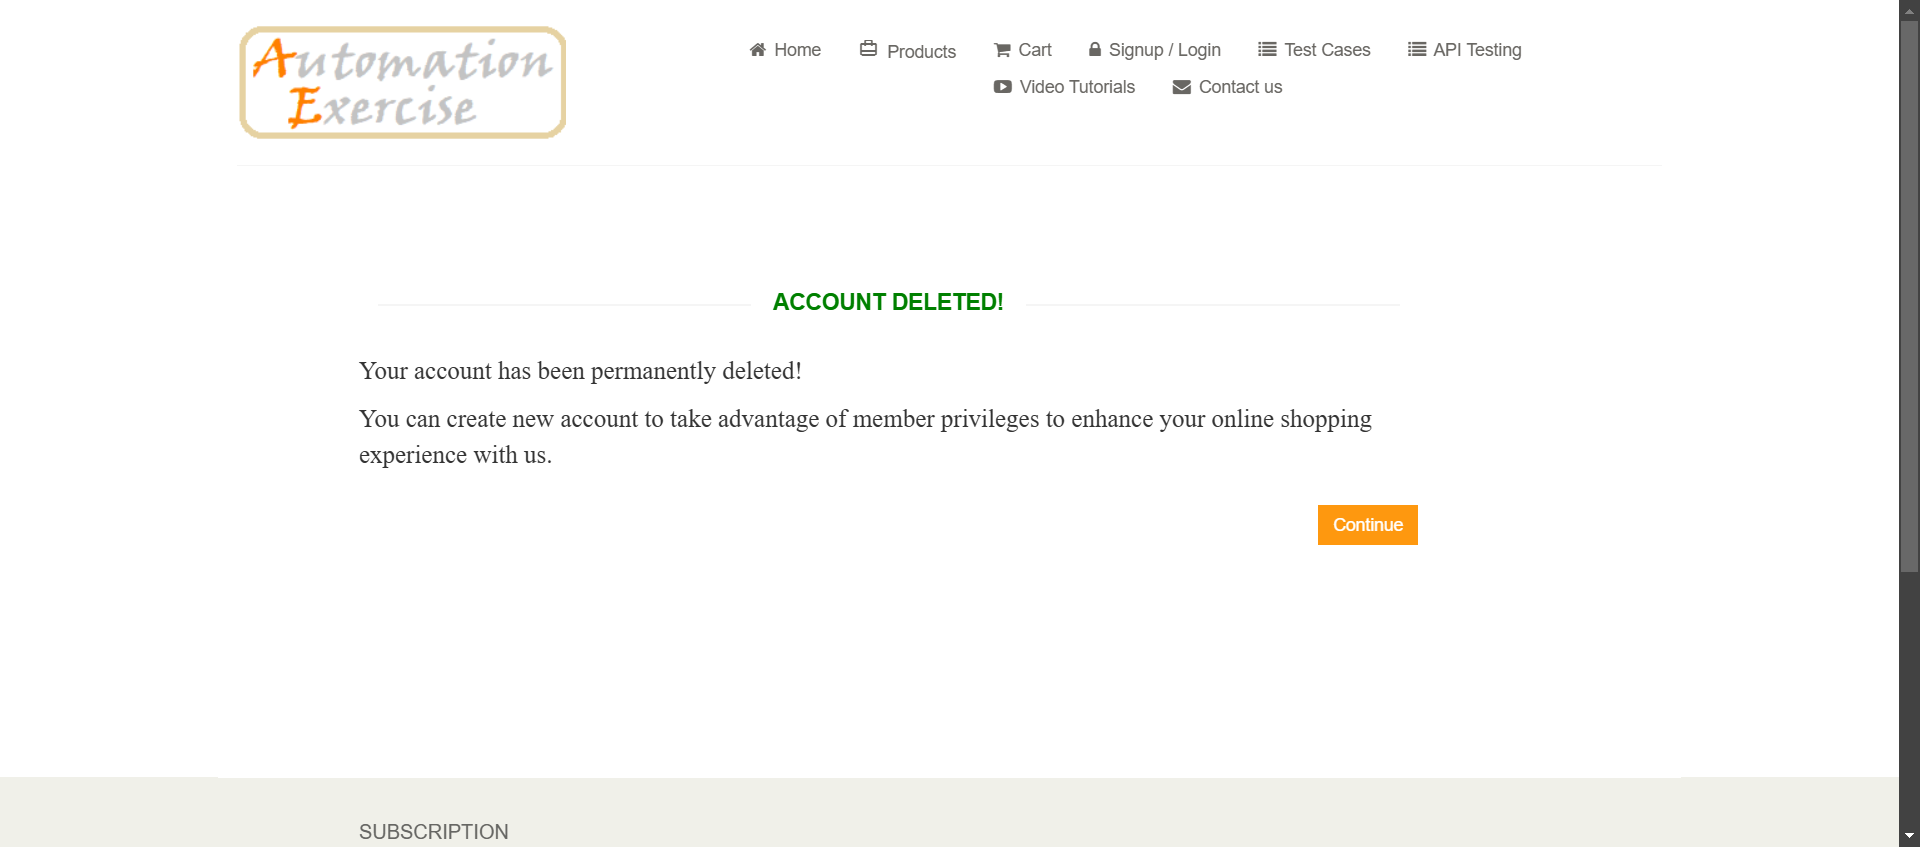 Automation
Exercise
Home
Products
Cart
Signup / Login
Test Cases
API Testing
Video Tutorials
Contact us
ACCOUNT DELETED!
Your account has been permanently deleted!
You can create new account to take advantage of member privileges to enhance your online shopping
experience with us.
Continue
SUBSCRIPTION